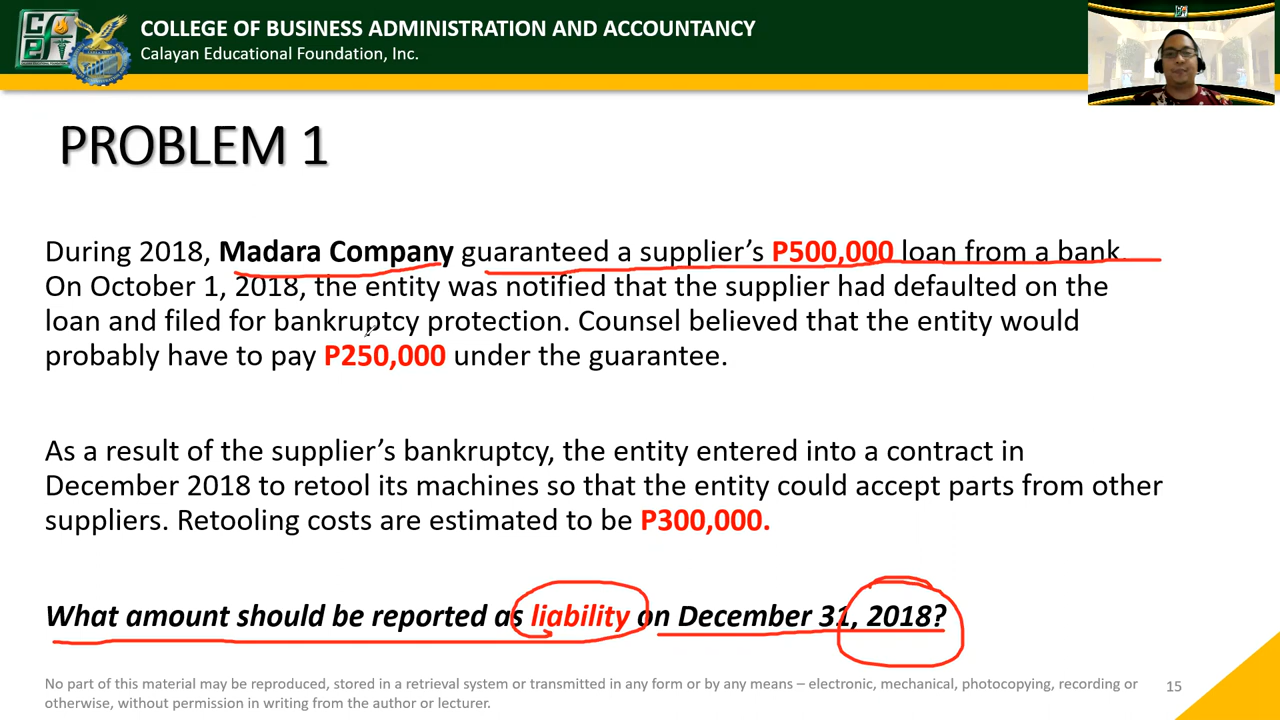 COLLEGE OF BUSINESS ADMINISTRATION AND ACCOUNTANCY
Calayan Educational Foundation, Inc.
PROBLEM 1
During 2018, Madara Company guaranteed a supplier’s P500,000 loan from a bank.
On October 1, 2018, the entity was notified that the supplier had defaulted on the
loan and filed for bankruptcy protection. Counsel believed that the entity would
probably have to pay P250,000 under the guarantee.
As a result of the supplier’s bankruptcy, the entity entered into a contract in
December 2018 to retool its machines so that the entity could accept parts from other
suppliers. Retooling costs are estimated to be P300,000.
What amount should be reported as liability on December 31, 2018?
No part of this material may be reproduced, stored in a retrieval system or transmitted in any form or by any means – electronic, mechanical, photocopying, recording or
otherwise, without permission in writing from the author or lecturer.
15